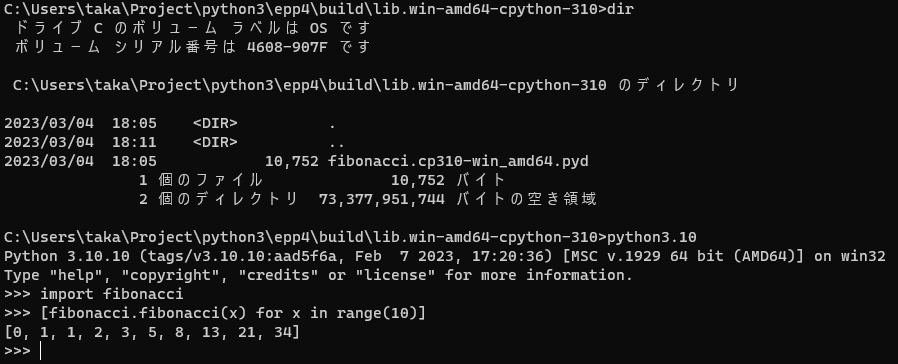 C:\Users\taka\Project\python3\epp4\build\lib.win-amd64-cpython-310>dir
ドライブ C のボリューム ラベルは OS です
ボリューム シリアル番号は 4608-907F です
C:\Users\taka\Project\python3\epp4\build\lib.win-amd64-cpython-310 のディレクトリ
2023/03/04  18:05    <DIR>          .
2023/03/04  18:11    <DIR>          ..
2023/03/04  18:05            10,752 fibonacci.cp310-win_amd64.pyd
1 個のファイル              10,752 バイト
2 個のディレクトリ  73,377,951,744 バイトの空き領域
C:\Users\taka\Project\python3\epp4\build\lib.win-amd64-cpython-310>python3.10
Python 3.10.10 (tags/v3.10.10:aad5f6a, Feb  7 2023, 17:20:36) [MSC v.1929 64 bit (AMD64)] on win32
Type "help", "copyright", "credits" or "license" for more information.
>>> import fibonacci
>>> [fibonacci.fibonacci(x) for x in range(10)]
[0, 1, 1, 2, 3, 5, 8, 13, 21, 34]
>>>